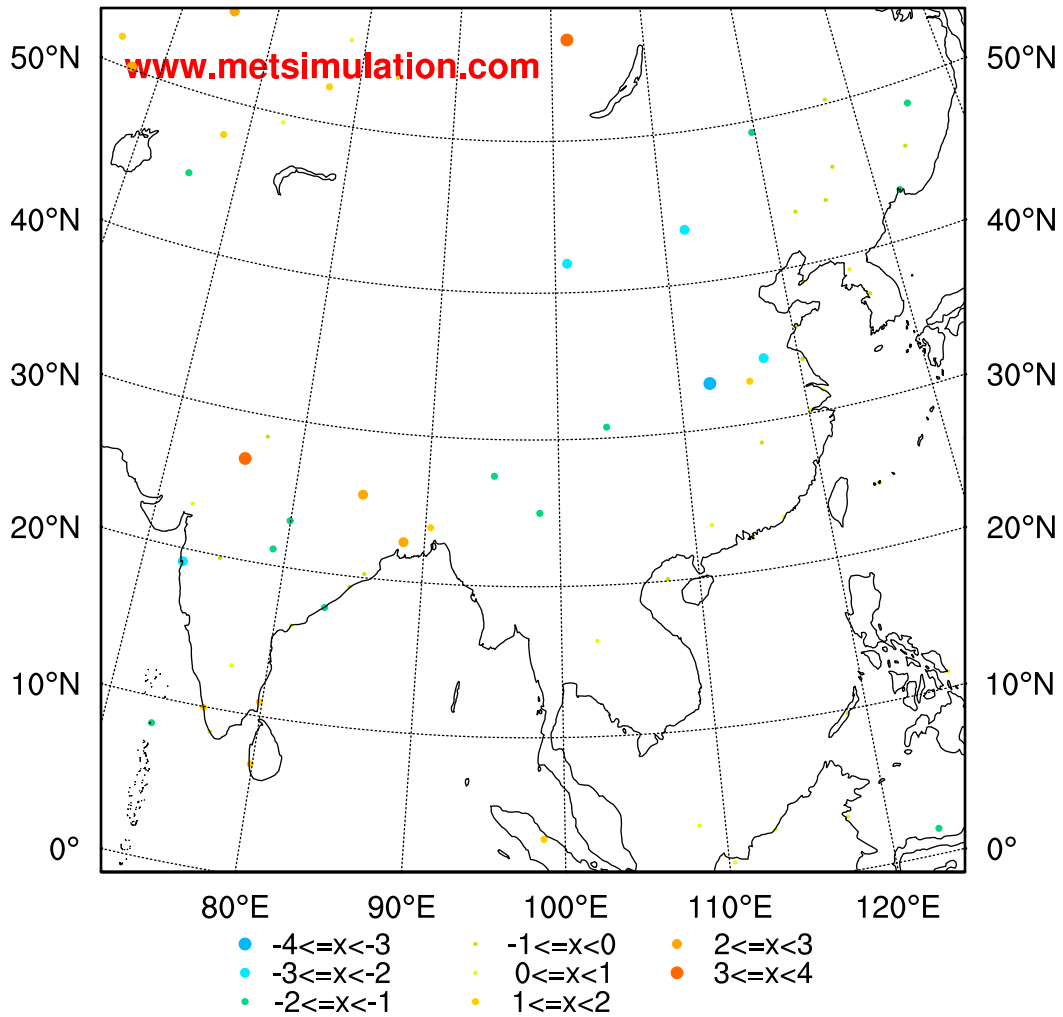 www.metsimulation.com
50°N 50°N
40°N 40°N
30°N 30°N
20°N 20°N
10°N 10°N
0° 0°
80°E 90°E 100°E 110°E 120°E
-4<=x<-3 -1<=x<0 2<=x<3
-3<=x<-2 0<=x<1 3<=x<4
-2<=x<-1 1<=x<2